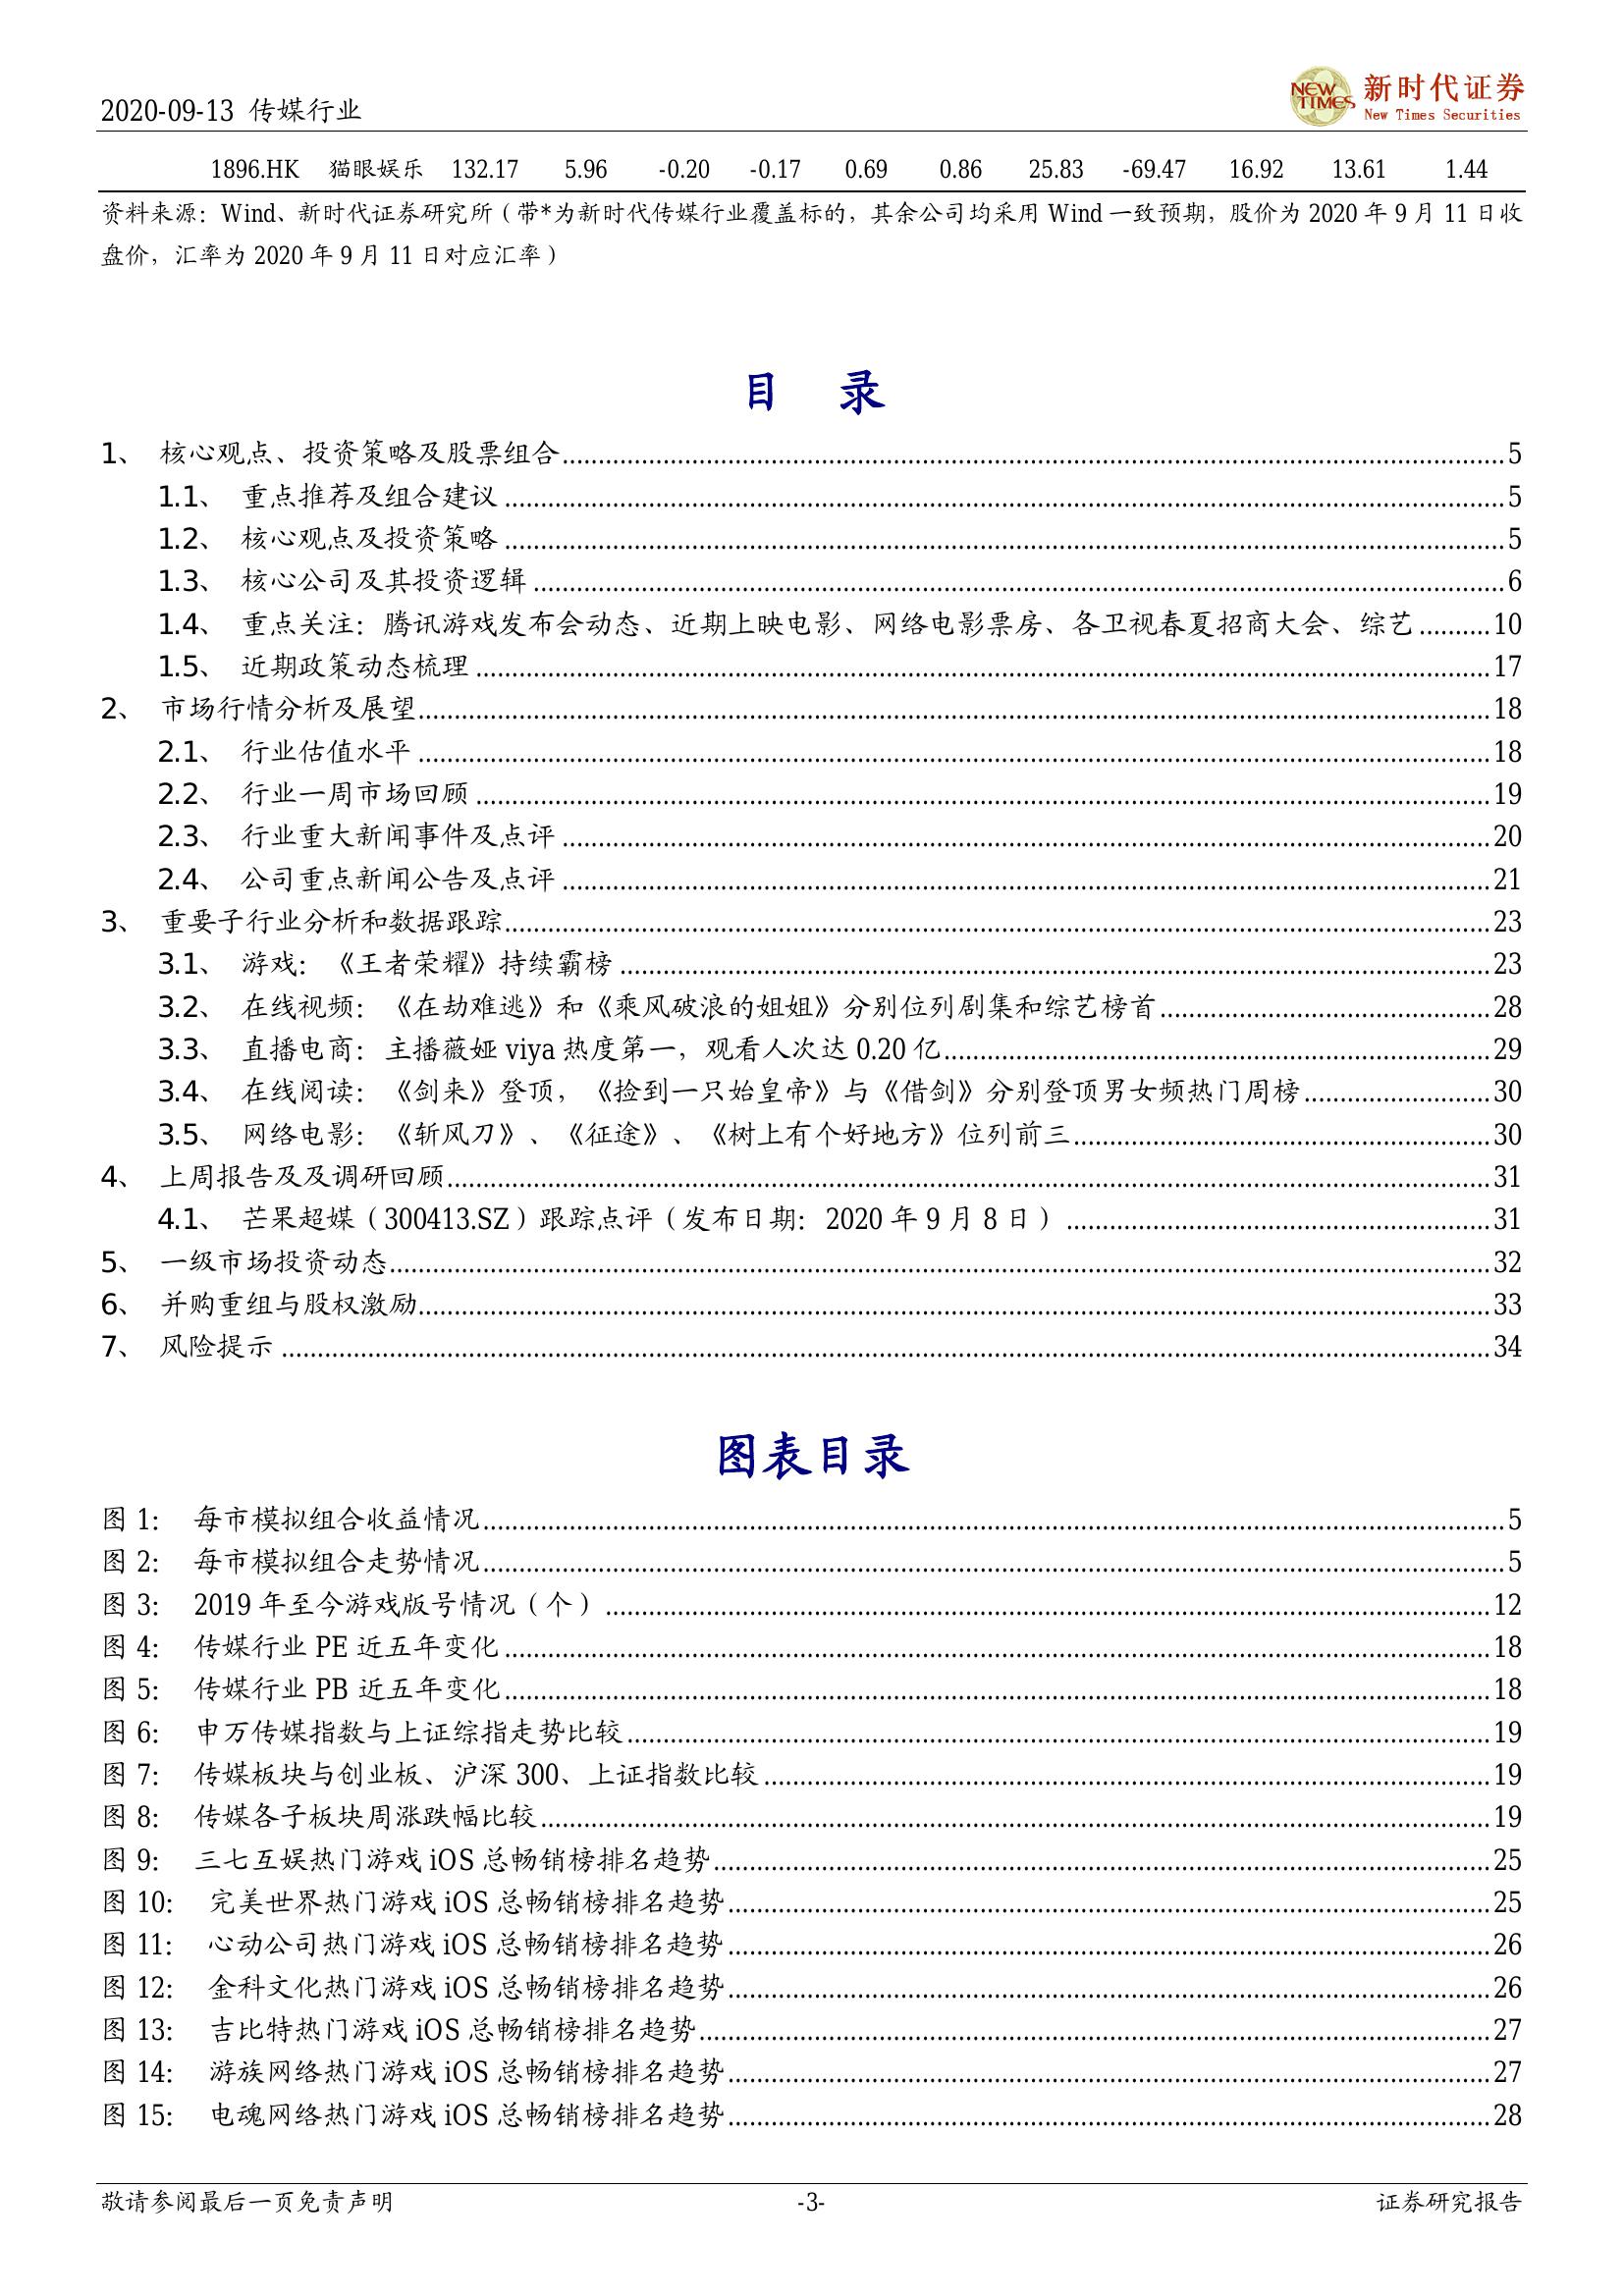 2020-09-13 传媒行业
NEW TIMES
新时代证券
New Times Securities
1896.HK 猫眼娱乐 132.17 5.96 -0.20 -0.17 0.69 0.86 25.83 -69.47 16.92 13.61 1.44
资料来源：Wind、新时代证券研究所（带*为新时代传媒行业覆盖标的，其余公司均采用 Wind 一致预期，股价为 2020 年 9 月 11 日收
盘价，汇率为 2020 年 9 月 11 日对应汇率）
目 录
1、 核心观点、投资策略及股票组合 5
1.1、 重点推荐及组合建议 5
1.2、 核心观点及投资策略 5
1.3、 核心公司及其投资逻辑 6
1.4、 重点关注：腾讯游戏发布会动态、近期上映电影、网络电影票房、各卫视春夏招商大会、综艺 10
1.5、 近期政策动态梳理 17
2、 市场行情分析及展望 18
2.1、 行业估值水平 18
2.2、 行业一周市场回顾 19
2.3、 行业重大新闻事件及点评 20
2.4、 公司重点新闻公告及点评 21
3、 重要子行业分析和数据跟踪 23
3.1、 游戏：《王者荣耀》持续霸榜 23
3.2、 在线视频：《在劫难逃》和《乘风破浪的姐姐》分别位列剧集和综艺榜首 28
3.3、 直播电商：主播薇娅 viya 热度第一，观看人次达 0.20 亿 29
3.4、 在线阅读：《剑来》登顶，《捡到一只始皇帝》与《借剑》分别登顶男女频热门周榜 30
3.5、 网络电影：《斩风刀》、《征途》、《树上有个好地方》位列前三 30
4、 上周报告及及调研回顾 31
4.1、 芒果超媒（300413.SZ）跟踪点评（发布日期：2020 年 9 月 8 日） 31
5、 一级市场投资动态 32
6、 并购重组与股权激励 33
7、 风险提示 34
图表目录
图 1： 每市模拟组合收益情况 5
图 2： 每市模拟组合走势情况 5
图 3： 2019 年至今游戏版号情况（个） 12
图 4： 传媒行业 PE 近五年变化 18
图 5： 传媒行业 PB 近五年变化 18
图 6： 申万传媒指数与上证综指走势比较 19
图 7： 传媒板块与创业板、沪深 300、上证指数比较 19
图 8： 传媒各子板块周涨跌幅比较 19
图 9： 三七互娱热门游戏 iOS 总畅销榜排名趋势 25
图 10： 完美世界热门游戏 iOS 总畅销榜排名趋势 25
图 11： 心动公司热门游戏 iOS 总畅销榜排名趋势 26
图 12： 金科文化热门游戏 iOS 总畅销榜排名趋势 26
图 13： 吉比特热门游戏 iOS 总畅销榜排名趋势 27
图 14： 游族网络热门游戏 iOS 总畅销榜排名趋势 27
图 15： 电魂网络热门游戏 iOS 总畅销榜排名趋势 28
敬请参阅最后一页免责声明 -3- 证券研究报告